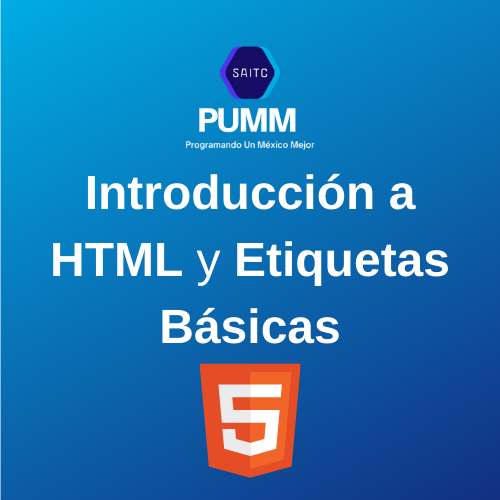 SAITC
PUMM
Programando Un México Mejor
Introducción a
HTML y Etiquetas
Básicas
5